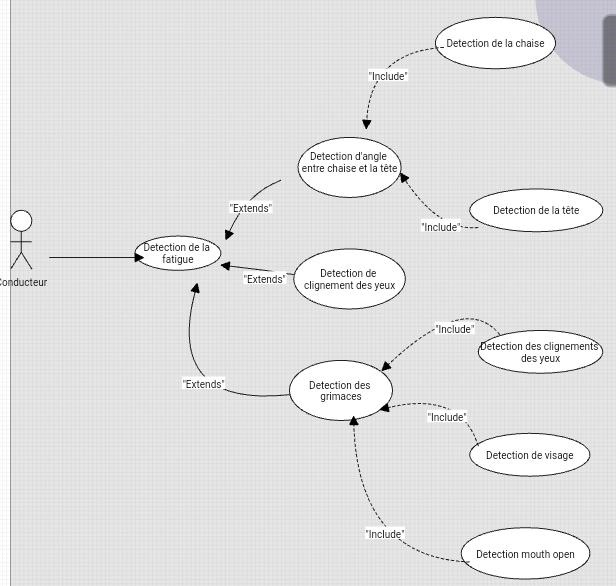 Detection de la chaise
"Include"
Detection d'angle
entre chaise et la tête
"Extends"
Detection de la tête
"Include"
Detection de la
fatigue
Conducteur
"Extends"
Detection de
clignement des yeux
"Include"
Detection des clignements
des yeux
"Extends"
Detection des
grimaces
"Include"
Detection de visage
"Include"
Detection mouth open